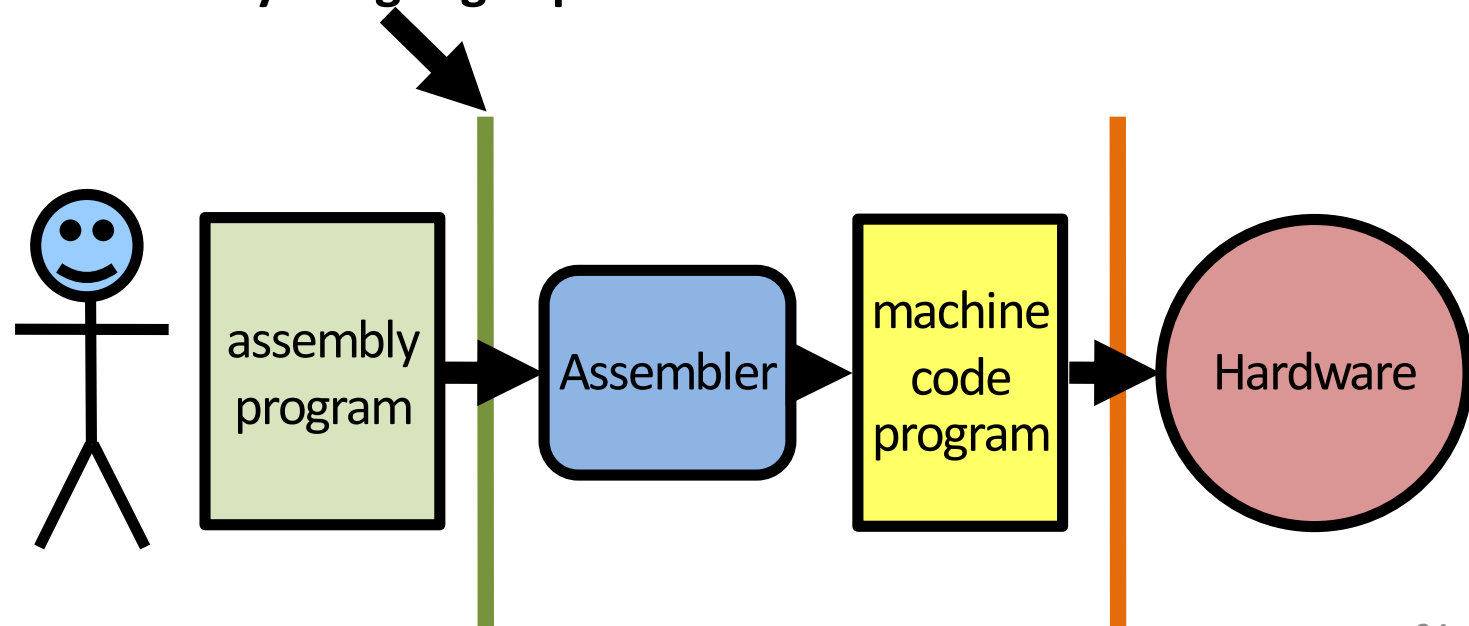 assembly
program
Assembler
machine
code
program
Hardware